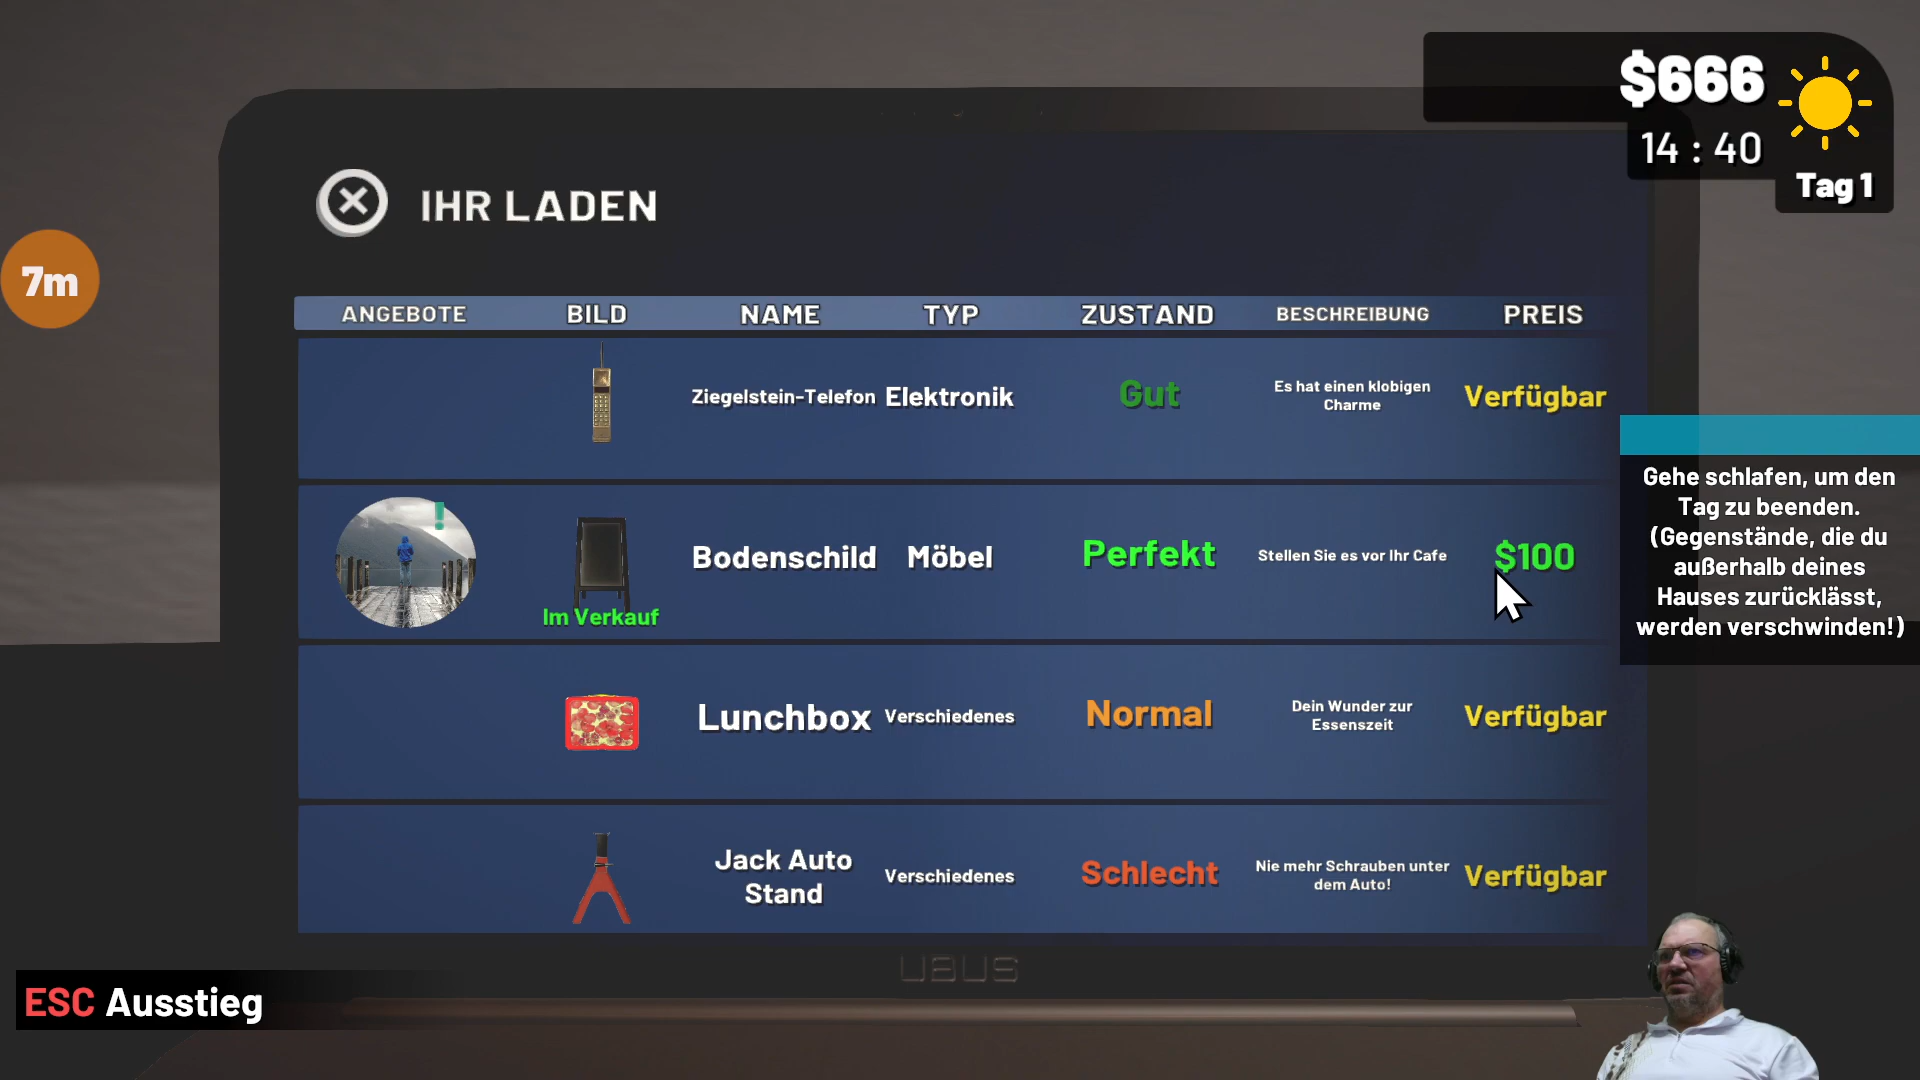 $666
14 : 40
Tag 1
IHR LADEN
7m
ANGEBOTE BILD NAME TYP ZUSTAND BESCHREIBUNG PREIS
Ziegelstein-Telefon Elektronik Gut Es hat einen klobigen Verfügbar
Charme
Gehe schlafen, um den
Tag zu beenden.
(Gegenstände, die du
außerhalb deines
Hauses zurücklässt,
werden verschwinden!)
!
Bodenschild Möbel Perfekt Stellen Sie es vor Ihr Cafe $100
Im Verkauf
Lunchbox Verschiedenes Normal Dein Wunder zur Verfügbar
Essenszeit
Jack Auto Verschiedenes Schlecht Nie mehr Schrauben unter Verfügbar
Stand dem Auto!
UBUS
ESC Ausstieg